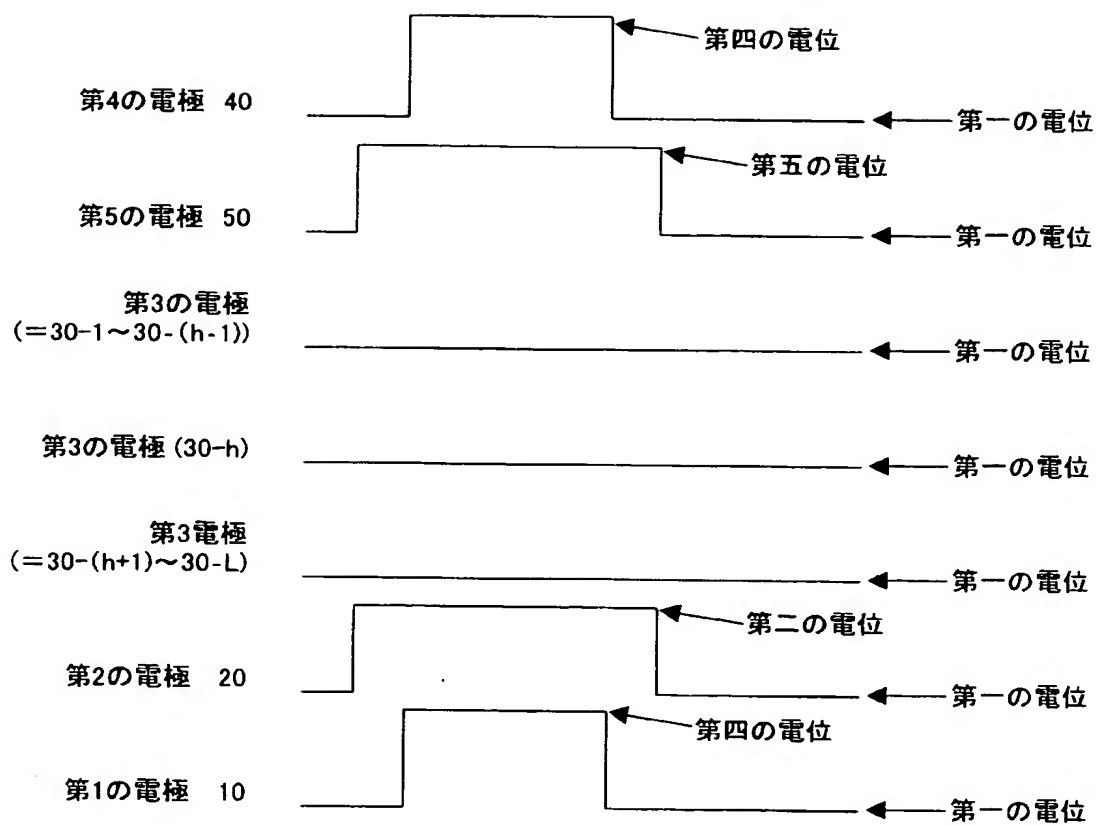 第四の電位
第4の電極 40
第一の電位
第五の電位
第5の電極 50
第一の電位
第3の電極
(=30-1～30-(h-1))
第一の電位
第3の電極 (30-h)
第一の電位
第3電極
(=30-(h+1)～30-L)
第一の電位
第二の電位
第2の電極 20
第一の電位
第四の電位
第1の電極 10
第一の電位